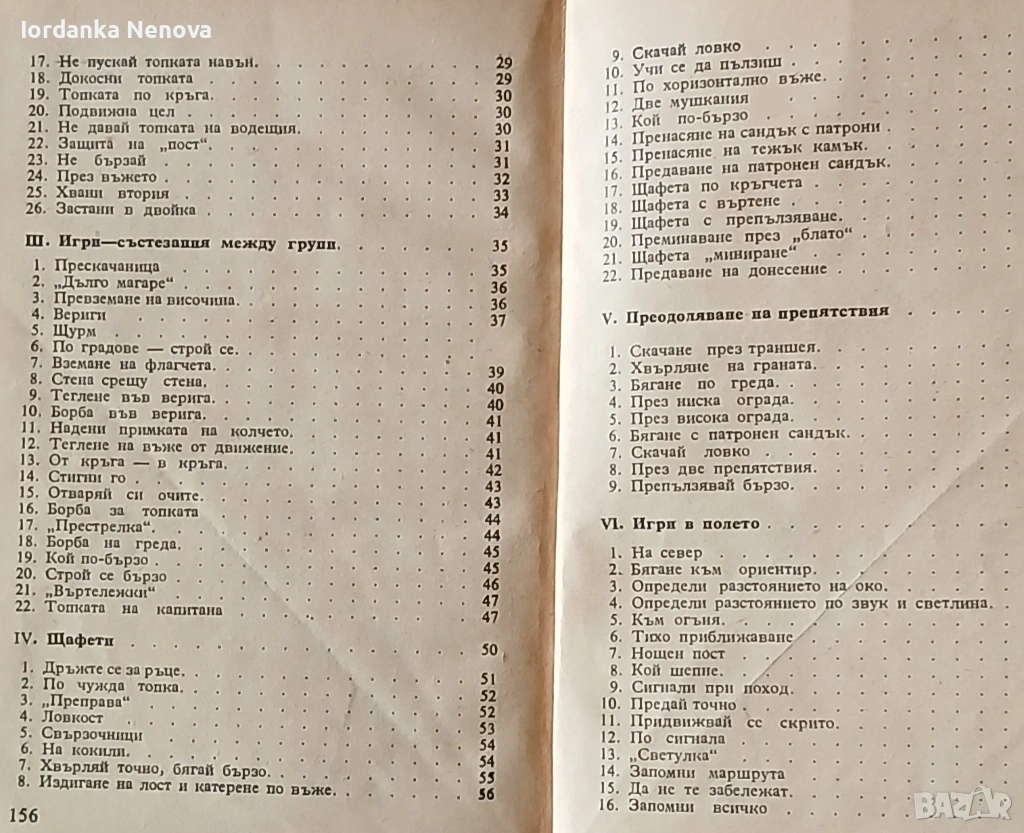 Iordanka Nenova
17. Не пускай топката навън. 29
18. Докосни топката 29
19. Топката по кръга. 30
20. Подвижна цел 30
21. Не давай топката на водещия. 30
22. Защита на „пост“. 31
23. Не бързай 31
24. През въжето 32
25. Хвани втория 33
26. Застани в двойка 34
III. Игри—състезания между групи. 35
1. Прескачаница 35
2. „Дълго магаре“ 36
3. Превземане на височина. 36
4. Вериги 37
5. Щурм
6. По градове — строй се.
7. Вземане на флагчета. 39
8. Стена срещу стена. 40
9. Теглене във верига. 40
10. Борба във верига. 41
11. Надени примката на колчето. 41
12. Теглене на въже от движение. 41
13. От кръга — в кръга. 42
14. Стигни го 43
15. Отваряй си очите. 43
16. Борба за топката 44
17. „Престрелка“. 44
18. Борба на греда. 45
19. Кой по-бързо 45
20. Строй се бързо 46
21. „Въртележки“ 47
22. Топката на капитана 47
IV. Щафети 50
1. Дръжте се за ръце. 51
2. По чужда топка. 52
3. „Преправа“ 52
4. Ловкост 53
5. Свързочници 54
6. На кокили. 54
7. Хвърляй точно, бягай бързо. 55
8. Издигане на лост и катерене по въже. 56
156
9. Скачай ловко
10. Учи се да пълзиш
11. По хоризонтално въже.
12. Две мушкания
13. Кой по-бързо
14. Пренасяне на сандък с патрони
15. Пренасяне на тежък камък.
16. Предаване на патронен сандък.
17. Щафета по кръгчета
18. Щафета с въртене
19. Щафета с препълзяване.
20. Преминаване през „блато“
21. Щафета „миниране“
22. Предаване на донесение
V. Преодоляване на препятствия
1. Скачане през траншея.
2. Хвърляне на граната.
3. Бягане по греда.
4. През ниска ограда.
5. През висока ограда.
6. Бягане с патронен сандък.
7. Скачай ловко
8. През две препятствия.
9. Препълзявай бързо.
VI. Игри в полето
1. На север
2. Бягане към ориентир.
3. Определи разстоянието на око.
4. Определи разстоянието по звук и светлина.
5. Към огъня.
6. Тихо приближаване
7. Нощен пост
8. Кой шепне.
9. Сигнали при поход.
10. Предай точно
11. Придвижвай се скрито.
12. По сигнала
13. „Светулка“
14. Запомни маршрута
15. Да не те забележат.
16. Запомни всичко
BAZAR